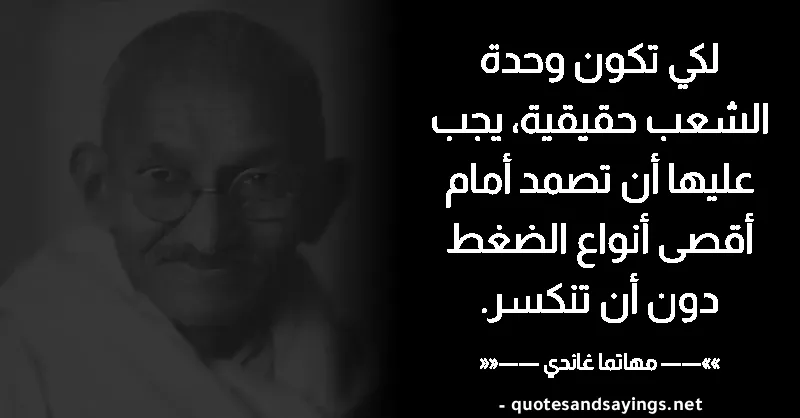 لكي تكون وحدة
الشعب حقيقية، يجب
عليها أن تصمد أمام
أقصى أنواع الضغط
دون أن تنكسر.
»»—— مهاتما غاندي ——««
- quotesandsayings.net